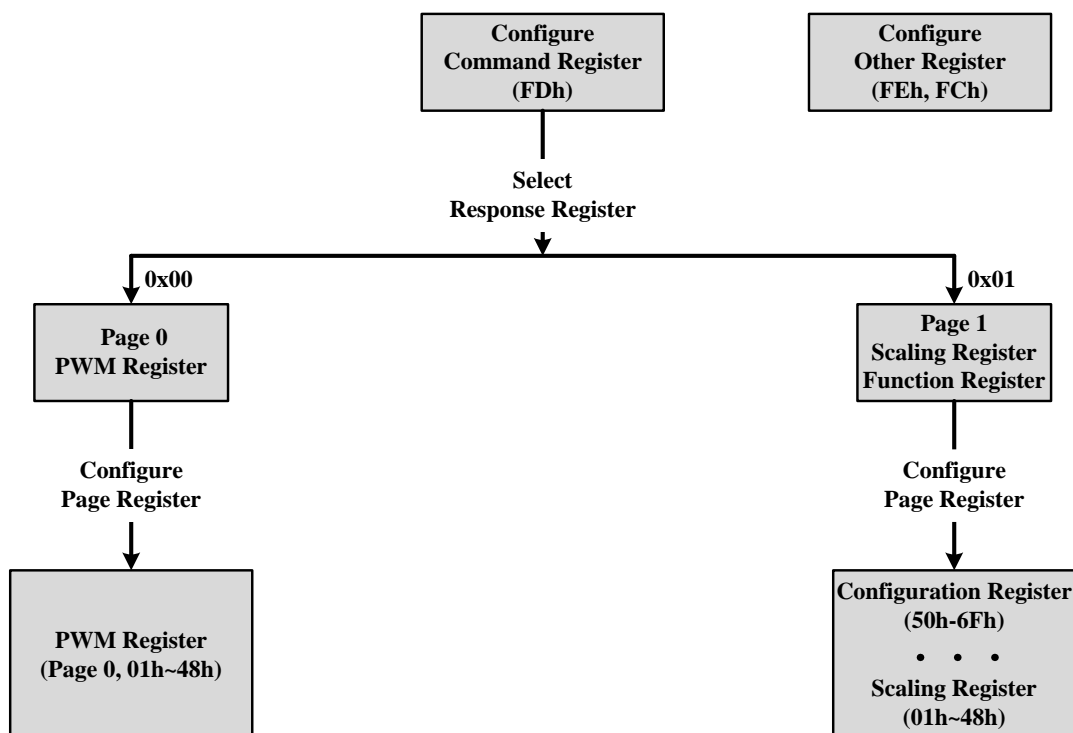 Configure
Command Register
(FDh)
Configure
Other Register
(FEh, FCh)
Select
Response Register
0x00
0x01
Page 0
PWM Register
Page 1
Scaling Register
Function Register
Configure
Page Register
Configure
Page Register
PWM Register
(Page 0, 01h~48h)
Configuration Register
(50h-6Fh)
• • •
Scaling Register
(01h~48h)